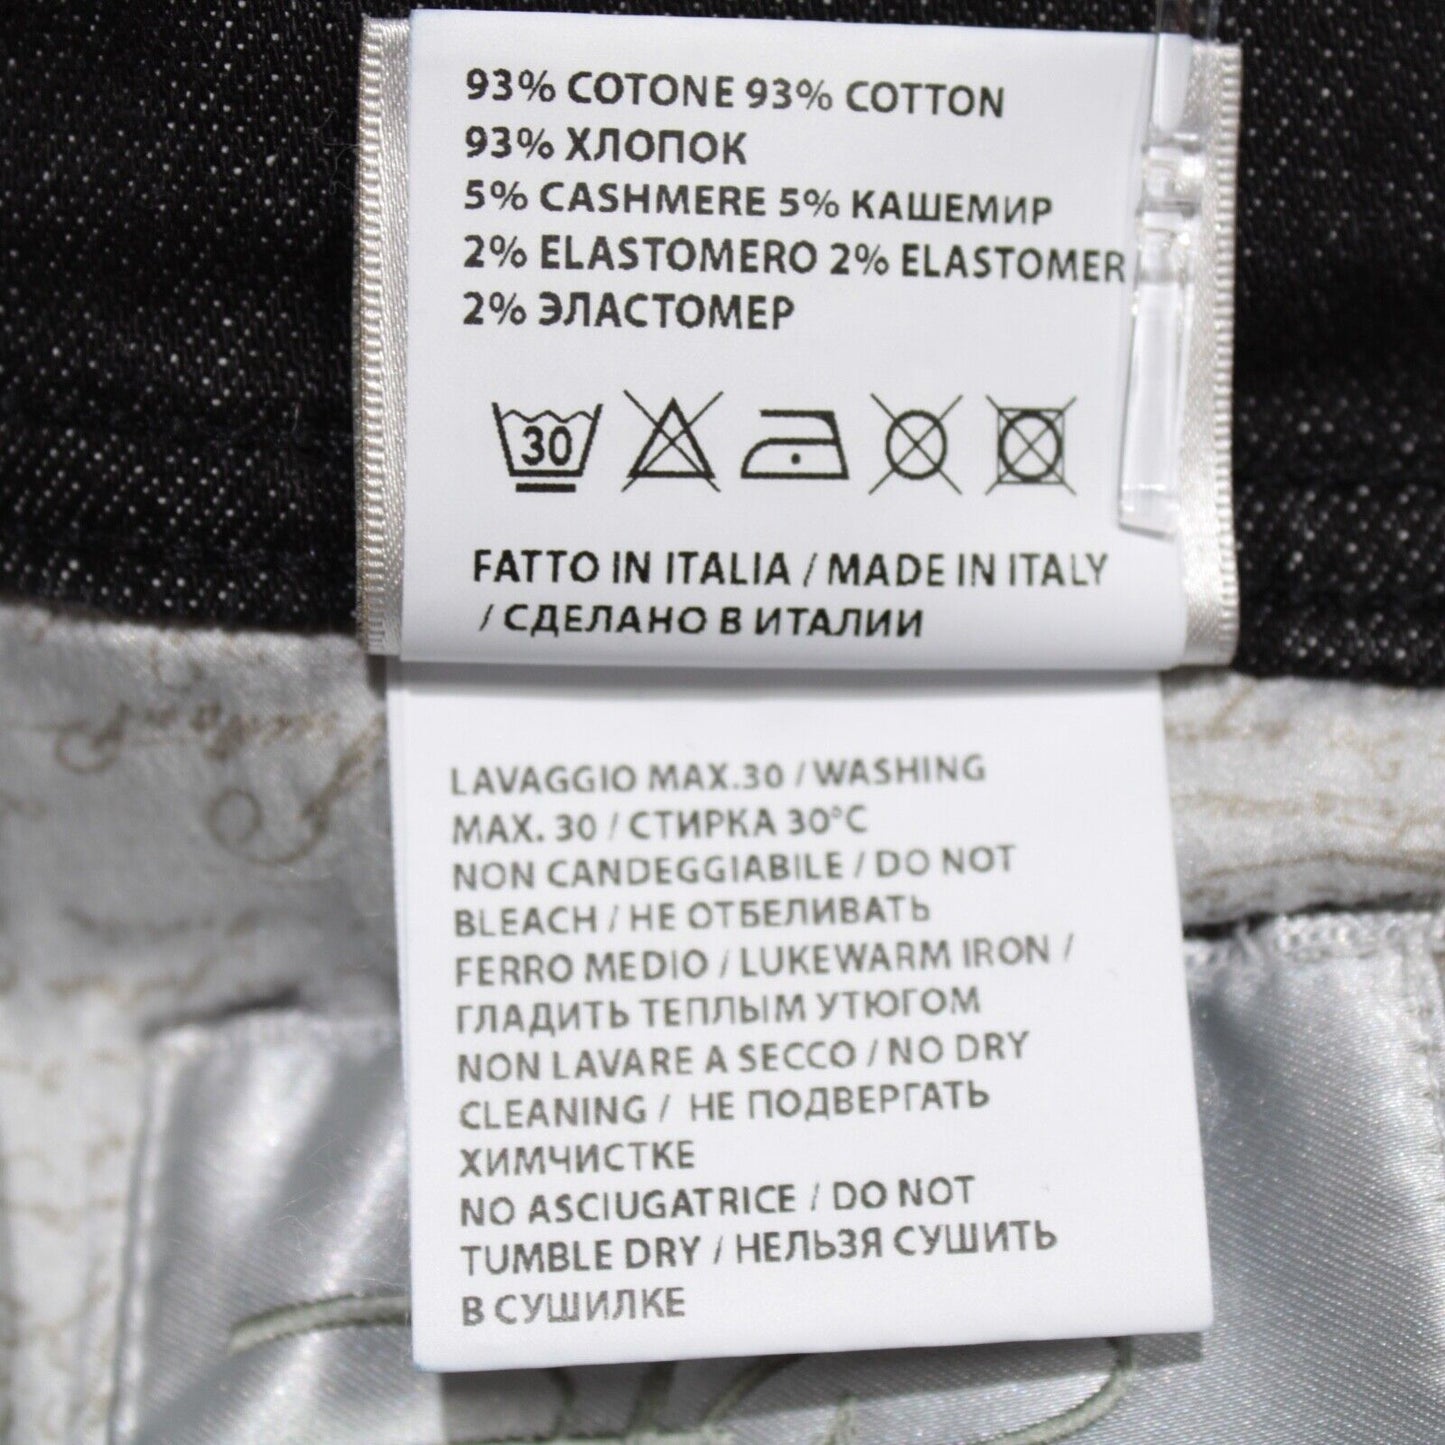 93% COTONE 93% COTTON
93% ХЛОПОК
5% CASHMERE 5% КАШЕМИР
2% ELASTOMERO 2% ELASTOMER
2% ЭЛАСТОМЕР
30
FATTO IN ITALIA / MADE IN ITALY
/ СДЕЛАНО В ИТАЛИИ
LAVAGGIO MAX.30 / WASHING
MAX. 30 / СТИРКА 30°C
NON CANDEGGIABILE / DO NOT
BLEACH / НЕ ОТБЕЛИВАТЬ
FERRO MEDIO / LUKEWARM IRON /
ГЛАДИТЬ ТЕПЛЫМ УТЮГОМ
NON LAVARE A SECCO / NO DRY
CLEANING / НЕ ПОДВЕРГАТЬ
ХИМЧИСТКЕ
NO ASCIUGATRICE / DO NOT
TUMBLE DRY / НЕЛЬЗЯ СУШИТЬ
В СУШИЛКЕ